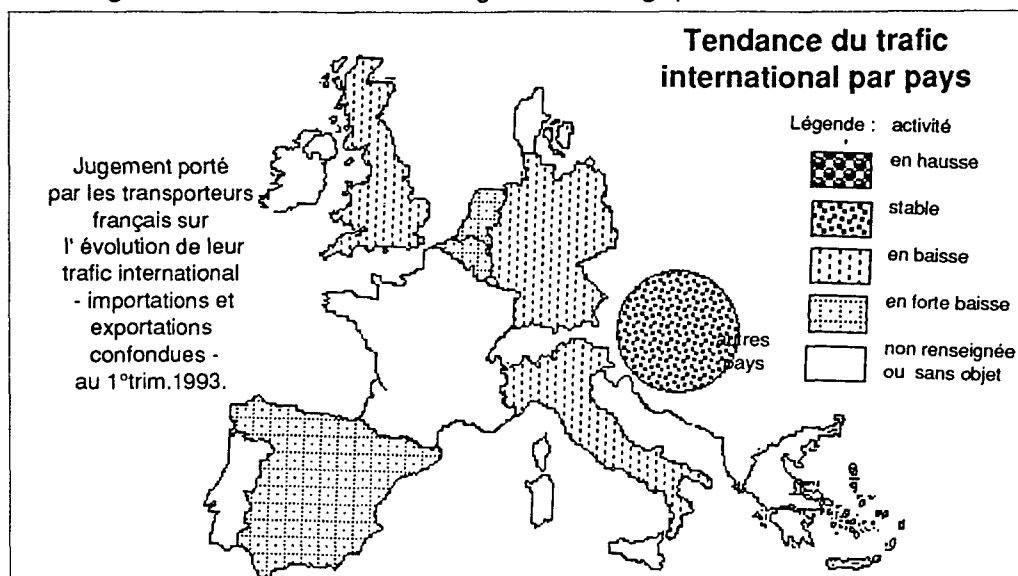 Tendance du trafic
international par pays
Légende : activité
en hausse
stable
en baisse
en forte baisse
non renseignée
ou sans objet
Jugement porté
par les transporteurs
français sur
l' évolution de leur
trafic international
- importations et
exportations
confondues -
au 1°trim.1993.
autres
pays